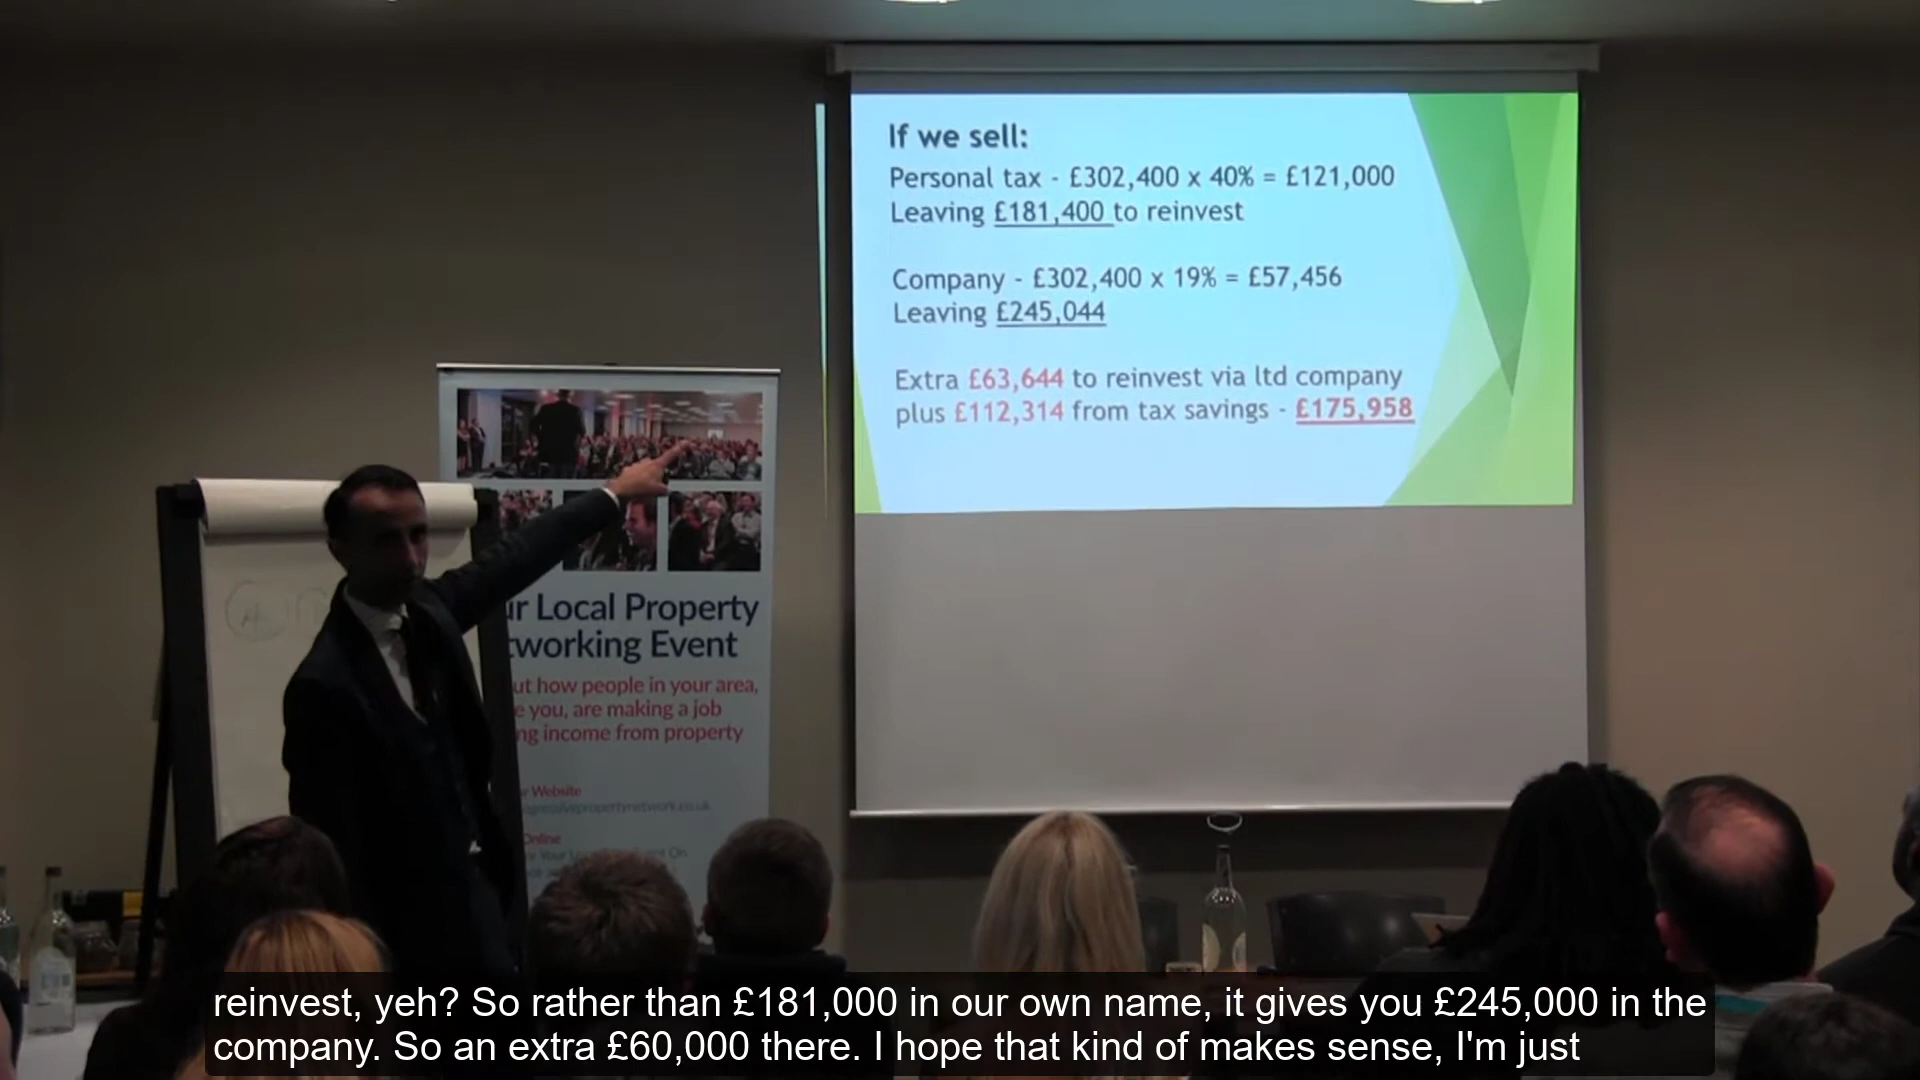 If we sell:
Personal tax - £302,400 x 40% = £121,000
Leaving £181,400 to reinvest
Company - £302,400 x 19% = £57,456
Leaving £245,044
Extra £63,644 to reinvest via ltd company
plus £112,314 from tax savings - £175,958
ur Local Property
tworking Event
ut how people in your area,
e you, are making a job
ng income from property
Website
Online
reinvest, yeh? So rather than £181,000 in our own name, it gives you £245,000 in the
company. So an extra £60,000 there. I hope that kind of makes sense, I'm just